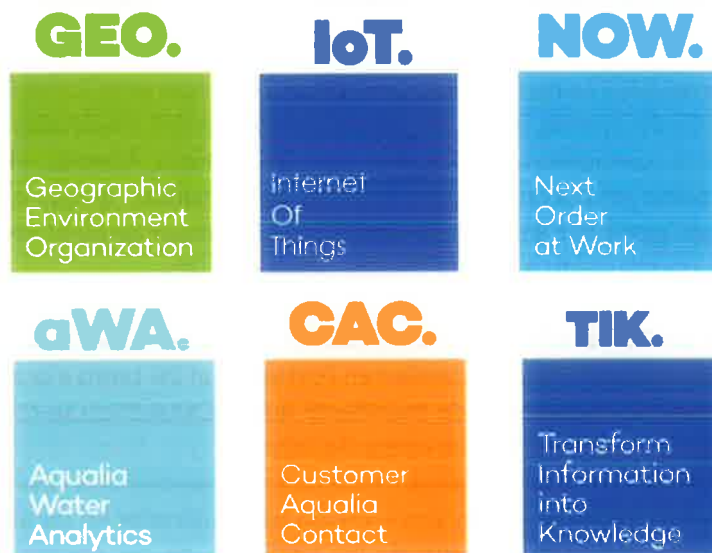 GEO.
IoT.
NOW.
Geographic
Environment
Organization
Internet
Of
Things
Next
Order
at Work
aWA.
CAC.
TIK.
Aqualia
Water
Analytics
Customer
Aqualia
Contact
Transform
Information
into
Knowledge